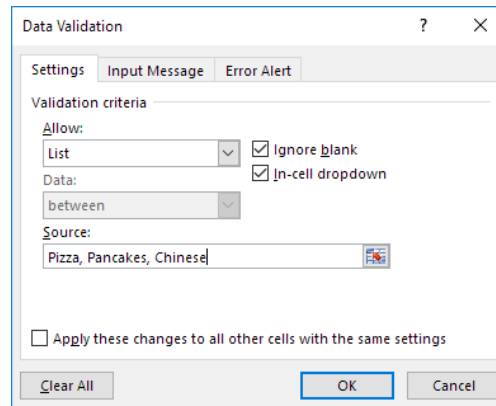 Data Validation ? X
Settings Input Message Error Alert
Validation criteria
Allow:
List Ignore blank
Data: In-cell dropdown
between
Source:
Pizza, Pancakes, Chinese
Apply these changes to all other cells with the same settings
Clear All OK Cancel